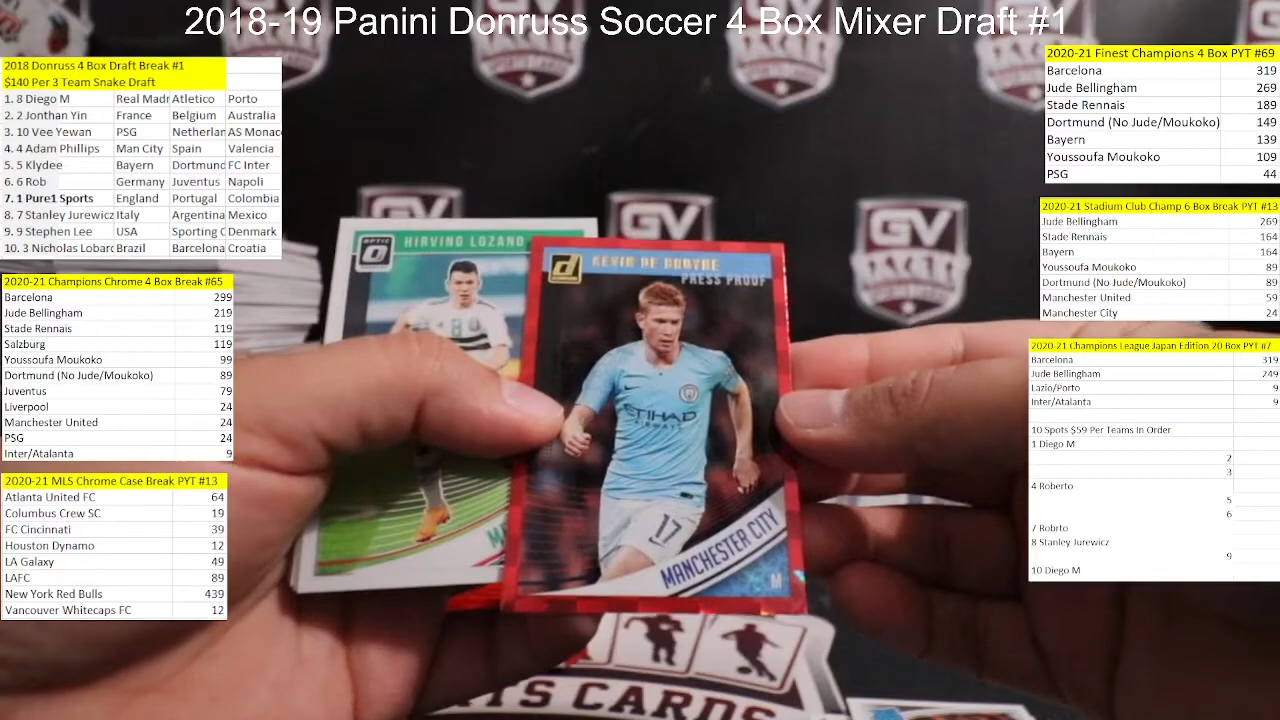 2018-19 Panini Donruss Soccer 4 Box Mixer Draft #1
2018 Donruss 4 Box Draft Break #1
$140 Per 3 Team Snake Draft
1. 8 Diego M Real Madr Atletico Porto
2. 2 Jonthan Yin France Belgium Australia
3. 10 Vee Yewan PSG Netherlan AS Monaco
4. 4 Adam Phillips Man City Spain Valencia
5. 5 Klydee Bayern Dortmund FC Inter
6. 6 Rob Germany Juventus Napoli
7. 1 Pure1 Sports England Portugal Colombia
8. 7 Stanley Jurewicz Italy Argentina Mexico
9. 9 Stephen Lee USA Sporting C Denmark
10. 3 Nicholas Lobard Brazil Barcelona Croatia
2020-21 Champions Chrome 4 Box Break #65
Barcelona 299
Jude Bellingham 219
Stade Rennais 119
Salzburg 119
Youssoufa Moukoko 99
Dortmund (No Jude/Moukoko) 89
Juventus 79
Liverpool 24
Manchester United 24
PSG 24
Inter/Atalanta 9
2020-21 MLS Chrome Case Break PYT #13
Atlanta United FC 64
Columbus Crew SC 19
FC Cincinnati 39
Houston Dynamo 12
LA Galaxy 49
LAFC 89
New York Red Bulls 439
Vancouver Whitecaps FC 12
GV
GV
GV
OPTIC
HIRVING LOZANO
8
d
DONRUSS
KEVIN DE BRUYNE
PRESS PROOF
ETIHAD
AIRWAYS
17
MANCHESTER CITY
M
SPORTS CARDS
2020-21 Finest Champions 4 Box PYT #69
Barcelona 319
Jude Bellingham 269
Stade Rennais 189
Dortmund (No Jude/Moukoko) 149
Bayern 139
Youssoufa Moukoko 109
PSG 44
2020-21 Stadium Club Champ 6 Box Break PYT #13
Jude Bellingham 269
Stade Rennais 164
Bayern 164
Youssoufa Moukoko 89
Dortmund (No Jude/Moukoko) 89
Manchester United 59
Manchester City 24
2020-21 Champions League Japan Edition 20 Box PYT #7
Barcelona 319
Jude Bellingham 249
Lazio/Porto 9
Inter/Atalanta 9
10 Spots $59 Per Teams In Order
1 Diego M
2
3
4 Roberto
5
6
7 Robrto
8 Stanley Jurewicz
9
10 Diego M